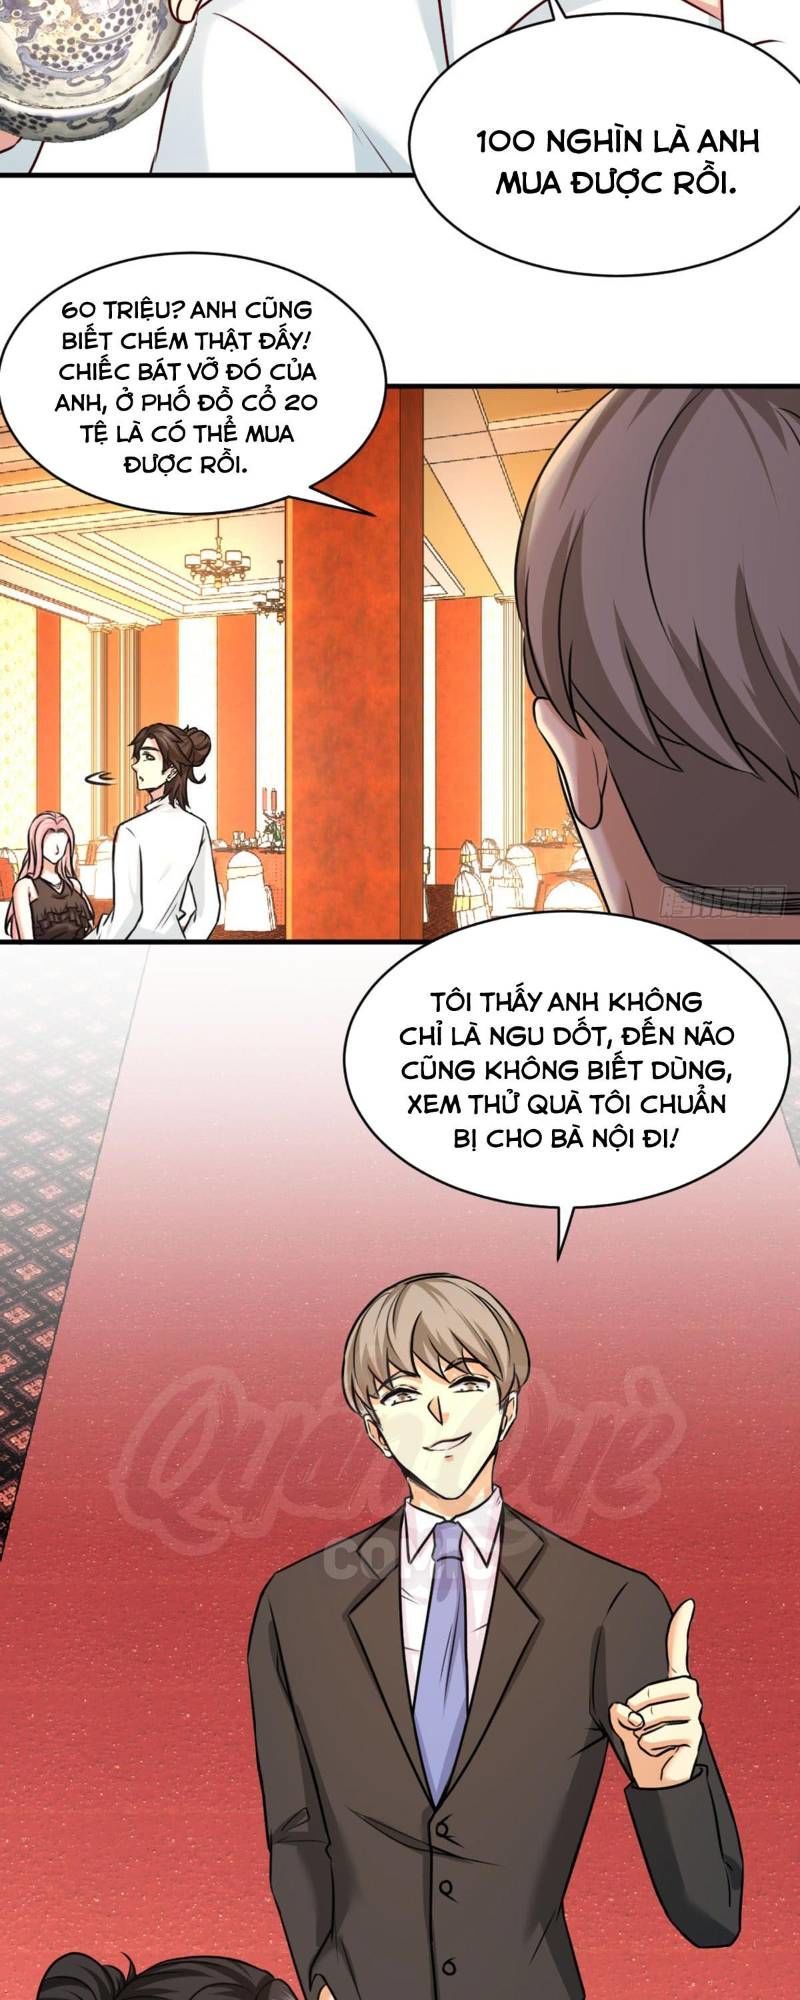 100 NGHÌN LÀ ANH
MUA ĐƯỢC RỒI.
60 TRIỆU? ANH CŨNG
BIẾT CHÉM THẬT ĐẤY!
CHIẾC BÁT VỠ ĐÓ CỦA
ANH, Ở PHỐ ĐỒ CỔ 20
TỆ LÀ CÓ THỂ MUA
ĐƯỢC RỒI.
TÔI THẤY ANH KHÔNG
CHỈ LÀ NGU DỐT, ĐẾN NÃO
CŨNG KHÔNG BIẾT DÙNG,
XEM THỬ QUÀ TÔI CHUẨN
BỊ CHO BÀ NỘI ĐI!